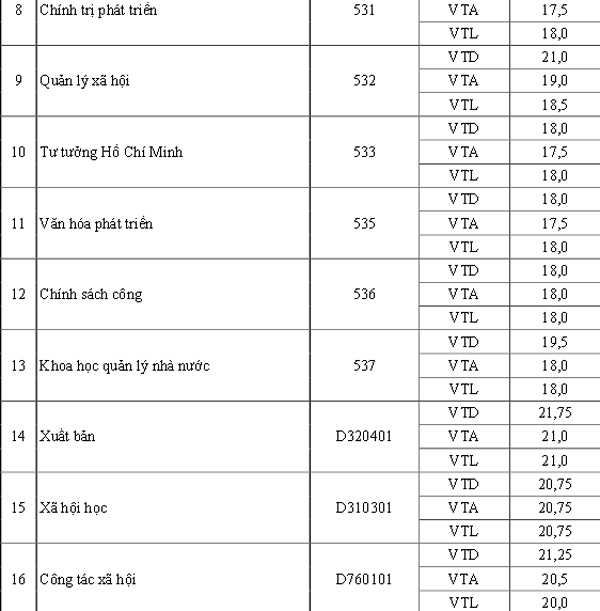 8 Chính trị phát triển 531 VTA 17,5
VTL 18,0
VTD 21,0
9 Quản lý xã hội 532 VTA 19,0
VTL 18,5
VTD 18,0
10 Tư tưởng Hồ Chí Minh 533 VTA 17,5
VTL 18,0
VTD 18,0
11 Văn hóa phát triển 535 VTA 17,5
VTL 18,0
VTD 18,0
12 Chính sách công 536 VTA 18,0
VTL 18,0
VTD 19,5
13 Khoa học quản lý nhà nước 537 VTA 18,0
VTL 18,0
VTD 21,75
14 Xuất bản D320401 VTA 21,0
VTL 21,0
VTD 20,75
15 Xã hội học D310301 VTA 20,75
VTL 20,75
VTD 21,25
16 Công tác xã hội D760101 VTA 20,5
VTL 20,0